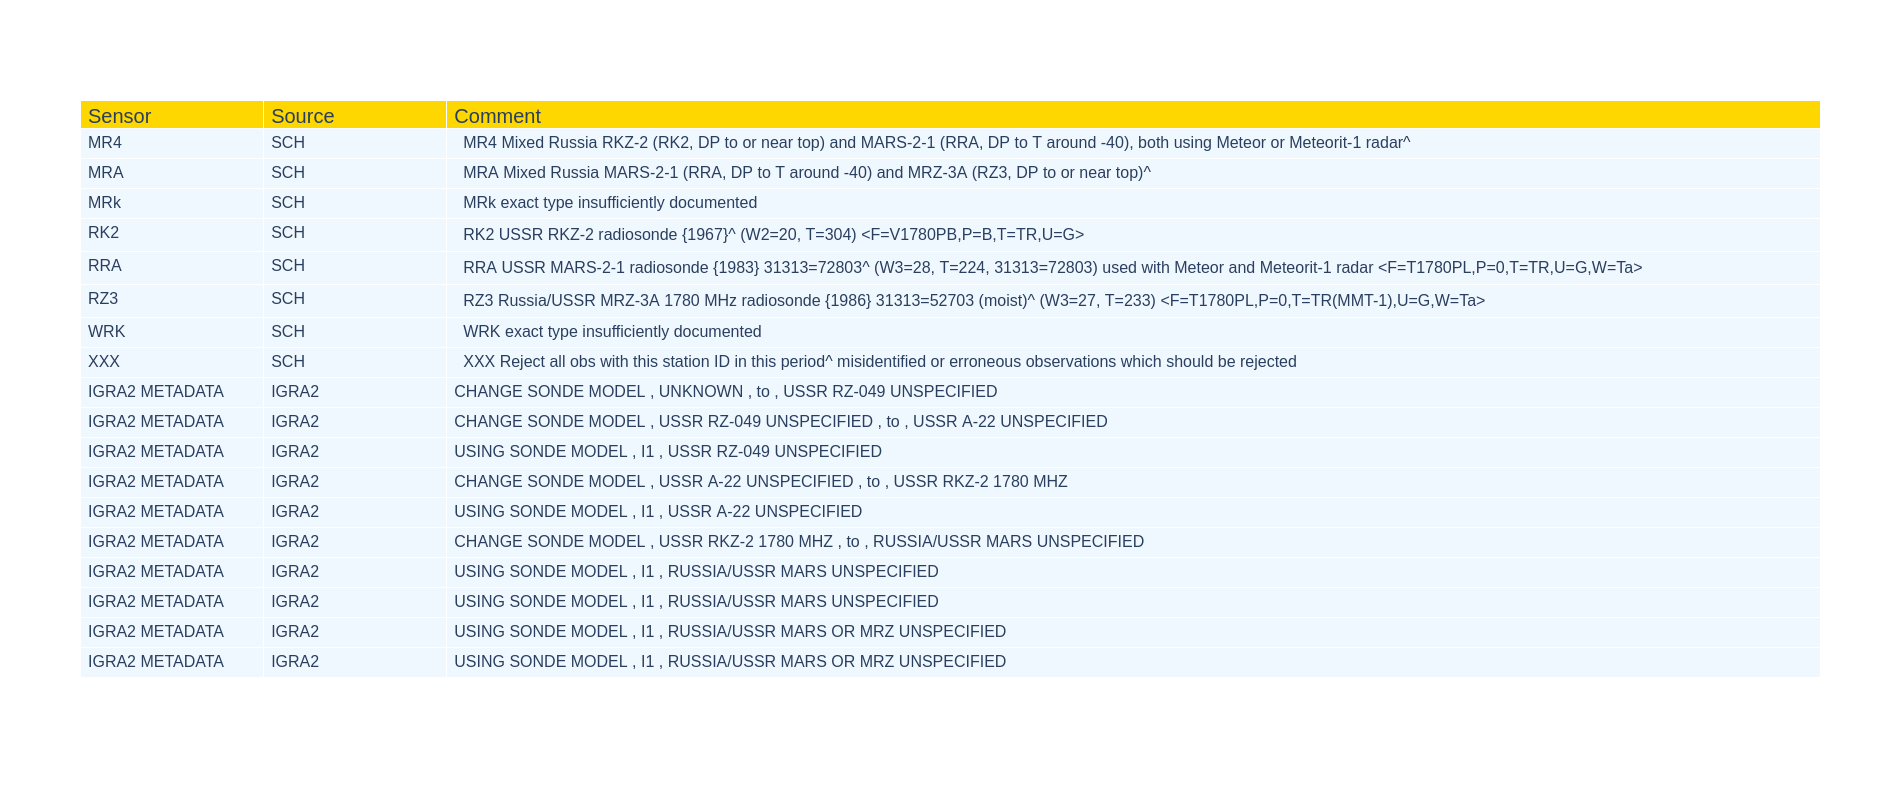 Sensor Source Comment
MR4 SCH MR4 Mixed Russia RKZ-2 (RK2, DP to or near top) and MARS-2-1 (RRA, DP to T around -40), both using Meteor or Meteorit-1 radar^
MRA SCH MRA Mixed Russia MARS-2-1 (RRA, DP to T around -40) and MRZ-3A (RZ3, DP to or near top)^
MRk SCH MRk exact type insufficiently documented
RK2 SCH RK2 USSR RKZ-2 radiosonde {1967}^ (W2=20, T=304) <F=V1780PB,P=B,T=TR,U=G>
RRA SCH RRA USSR MARS-2-1 radiosonde {1983} 31313=72803^ (W3=28, T=224, 31313=72803) used with Meteor and Meteorit-1 radar <F=T1780PL,P=0,T=TR,U=G,W=Ta>
RZ3 SCH RZ3 Russia/USSR MRZ-3A 1780 MHz radiosonde {1986} 31313=52703 (moist)^ (W3=27, T=233) <F=T1780PL,P=0,T=TR(MMT-1),U=G,W=Ta>
WRK SCH WRK exact type insufficiently documented
XXX SCH XXX Reject all obs with this station ID in this period^ misidentified or erroneous observations which should be rejected
IGRA2 METADATA IGRA2 CHANGE SONDE MODEL , UNKNOWN , to , USSR RZ-049 UNSPECIFIED
IGRA2 METADATA IGRA2 CHANGE SONDE MODEL , USSR RZ-049 UNSPECIFIED , to , USSR A-22 UNSPECIFIED
IGRA2 METADATA IGRA2 USING SONDE MODEL , I1 , USSR RZ-049 UNSPECIFIED
IGRA2 METADATA IGRA2 CHANGE SONDE MODEL , USSR A-22 UNSPECIFIED , to , USSR RKZ-2 1780 MHZ
IGRA2 METADATA IGRA2 USING SONDE MODEL , I1 , USSR A-22 UNSPECIFIED
IGRA2 METADATA IGRA2 CHANGE SONDE MODEL , USSR RKZ-2 1780 MHZ , to , RUSSIA/USSR MARS UNSPECIFIED
IGRA2 METADATA IGRA2 USING SONDE MODEL , I1 , RUSSIA/USSR MARS UNSPECIFIED
IGRA2 METADATA IGRA2 USING SONDE MODEL , I1 , RUSSIA/USSR MARS UNSPECIFIED
IGRA2 METADATA IGRA2 USING SONDE MODEL , I1 , RUSSIA/USSR MARS OR MRZ UNSPECIFIED
IGRA2 METADATA IGRA2 USING SONDE MODEL , I1 , RUSSIA/USSR MARS OR MRZ UNSPECIFIED